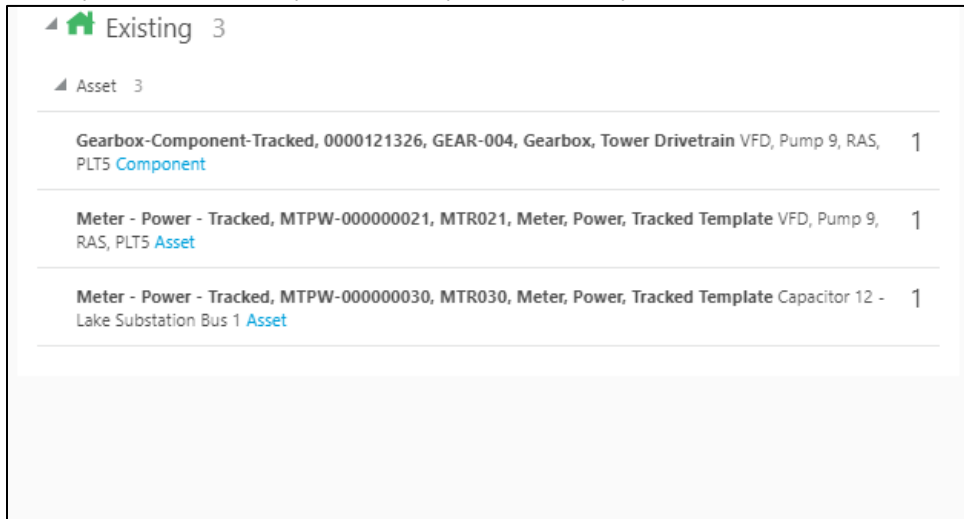 Existing 3
Asset 3
Gearbox-Component-Tracked, 0000121326, GEAR-004, Gearbox, Tower Drivetrain VFD, Pump 9, RAS, 1
PLT5 Component
Meter - Power - Tracked, MTPW-000000021, MTR021, Meter, Power, Tracked Template VFD, Pump 9, 1
RAS, PLT5 Asset
Meter - Power - Tracked, MTPW-000000030, MTR030, Meter, Power, Tracked Template Capacitor 12 - 1
Lake Substation Bus 1 Asset